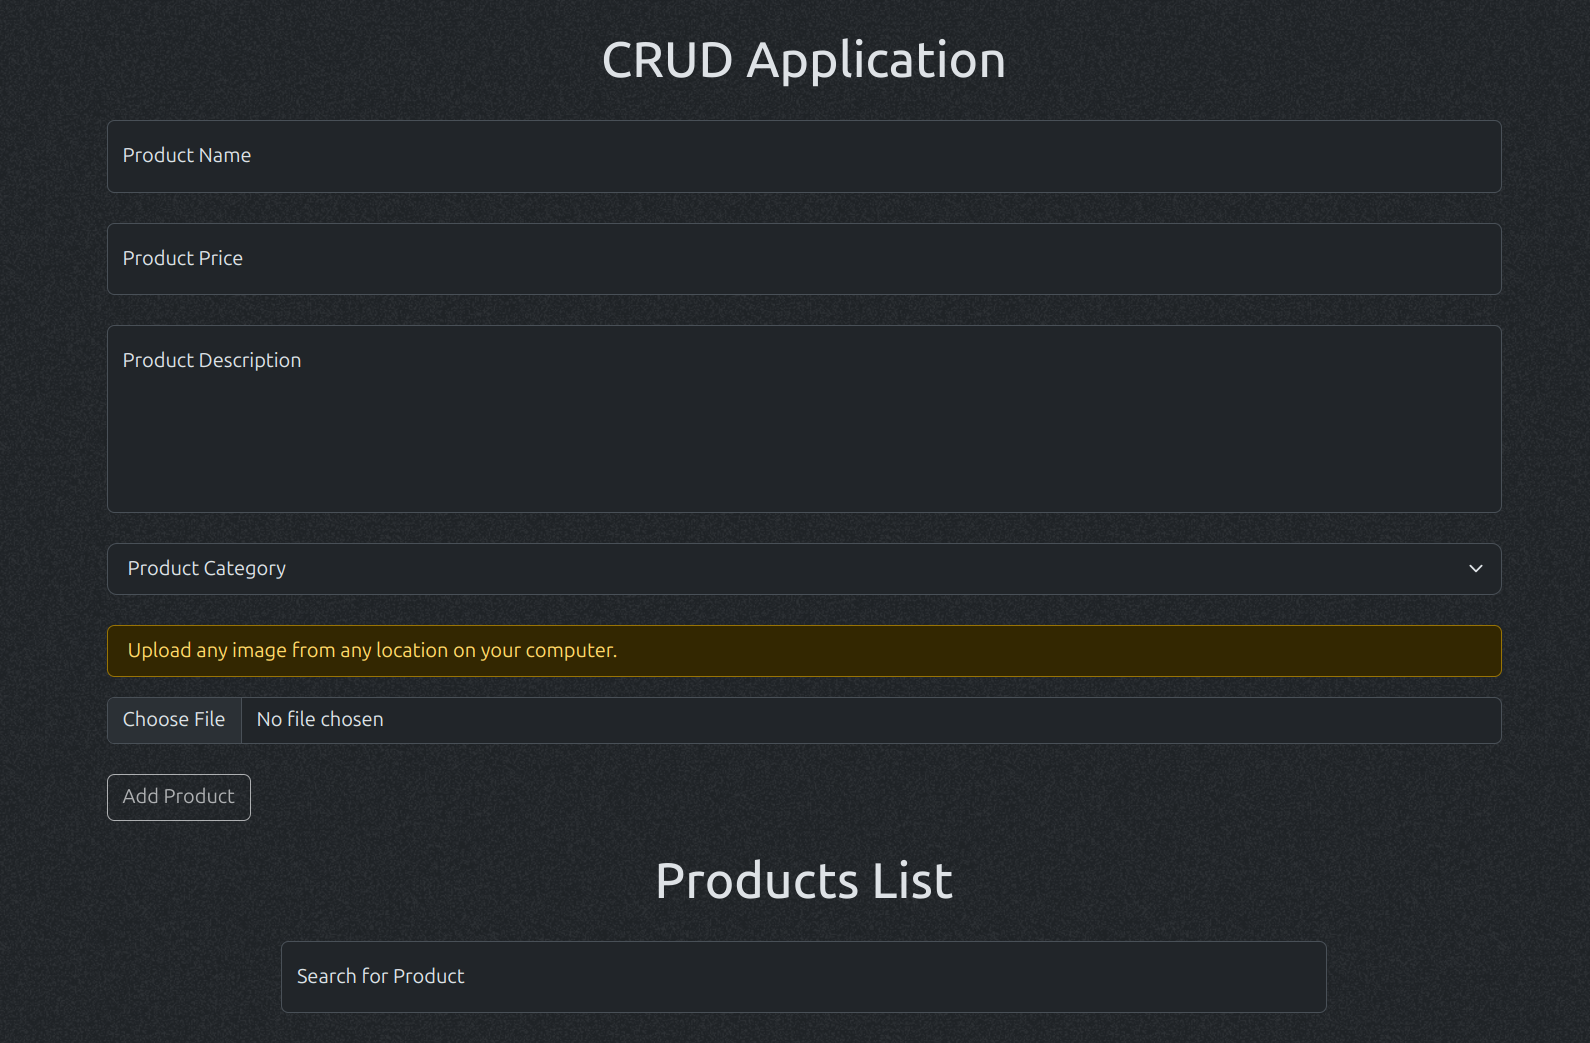 CRUD Application
Product Name
Product Price
Product Description
Product Category
Upload any image from any location on your computer.
Choose File No file chosen
Add Product
Products List
Search for Product